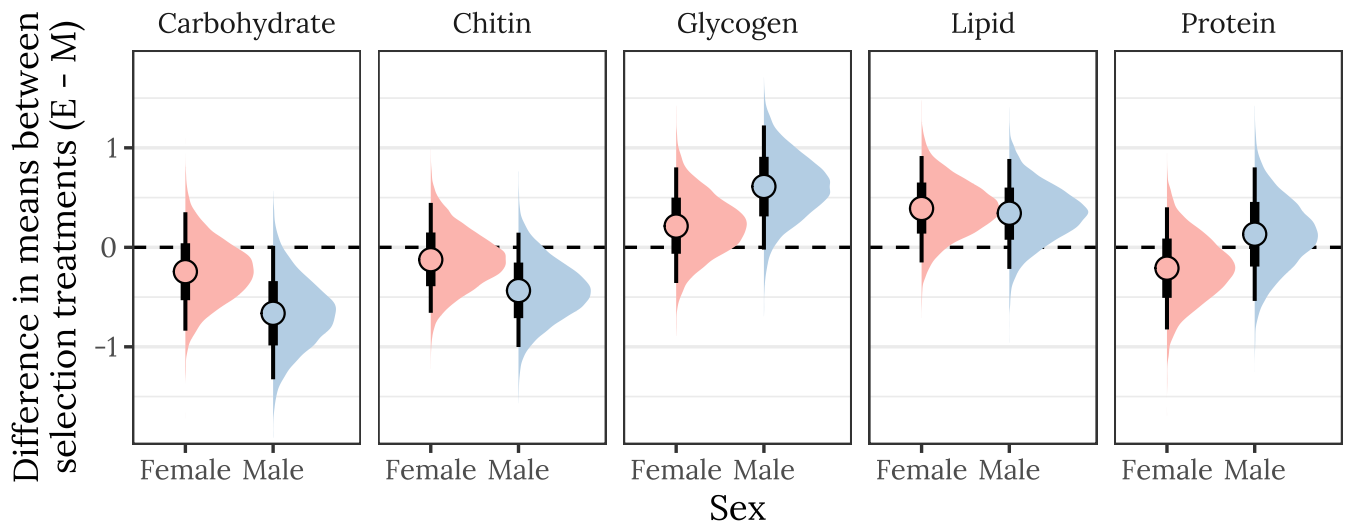 Carbohydrate Chitin Glycogen Lipid Protein
Difference in means between
selection treatments (E - M)
1
0
−1
Female Male Female Male Female Male Female Male Female Male
Sex